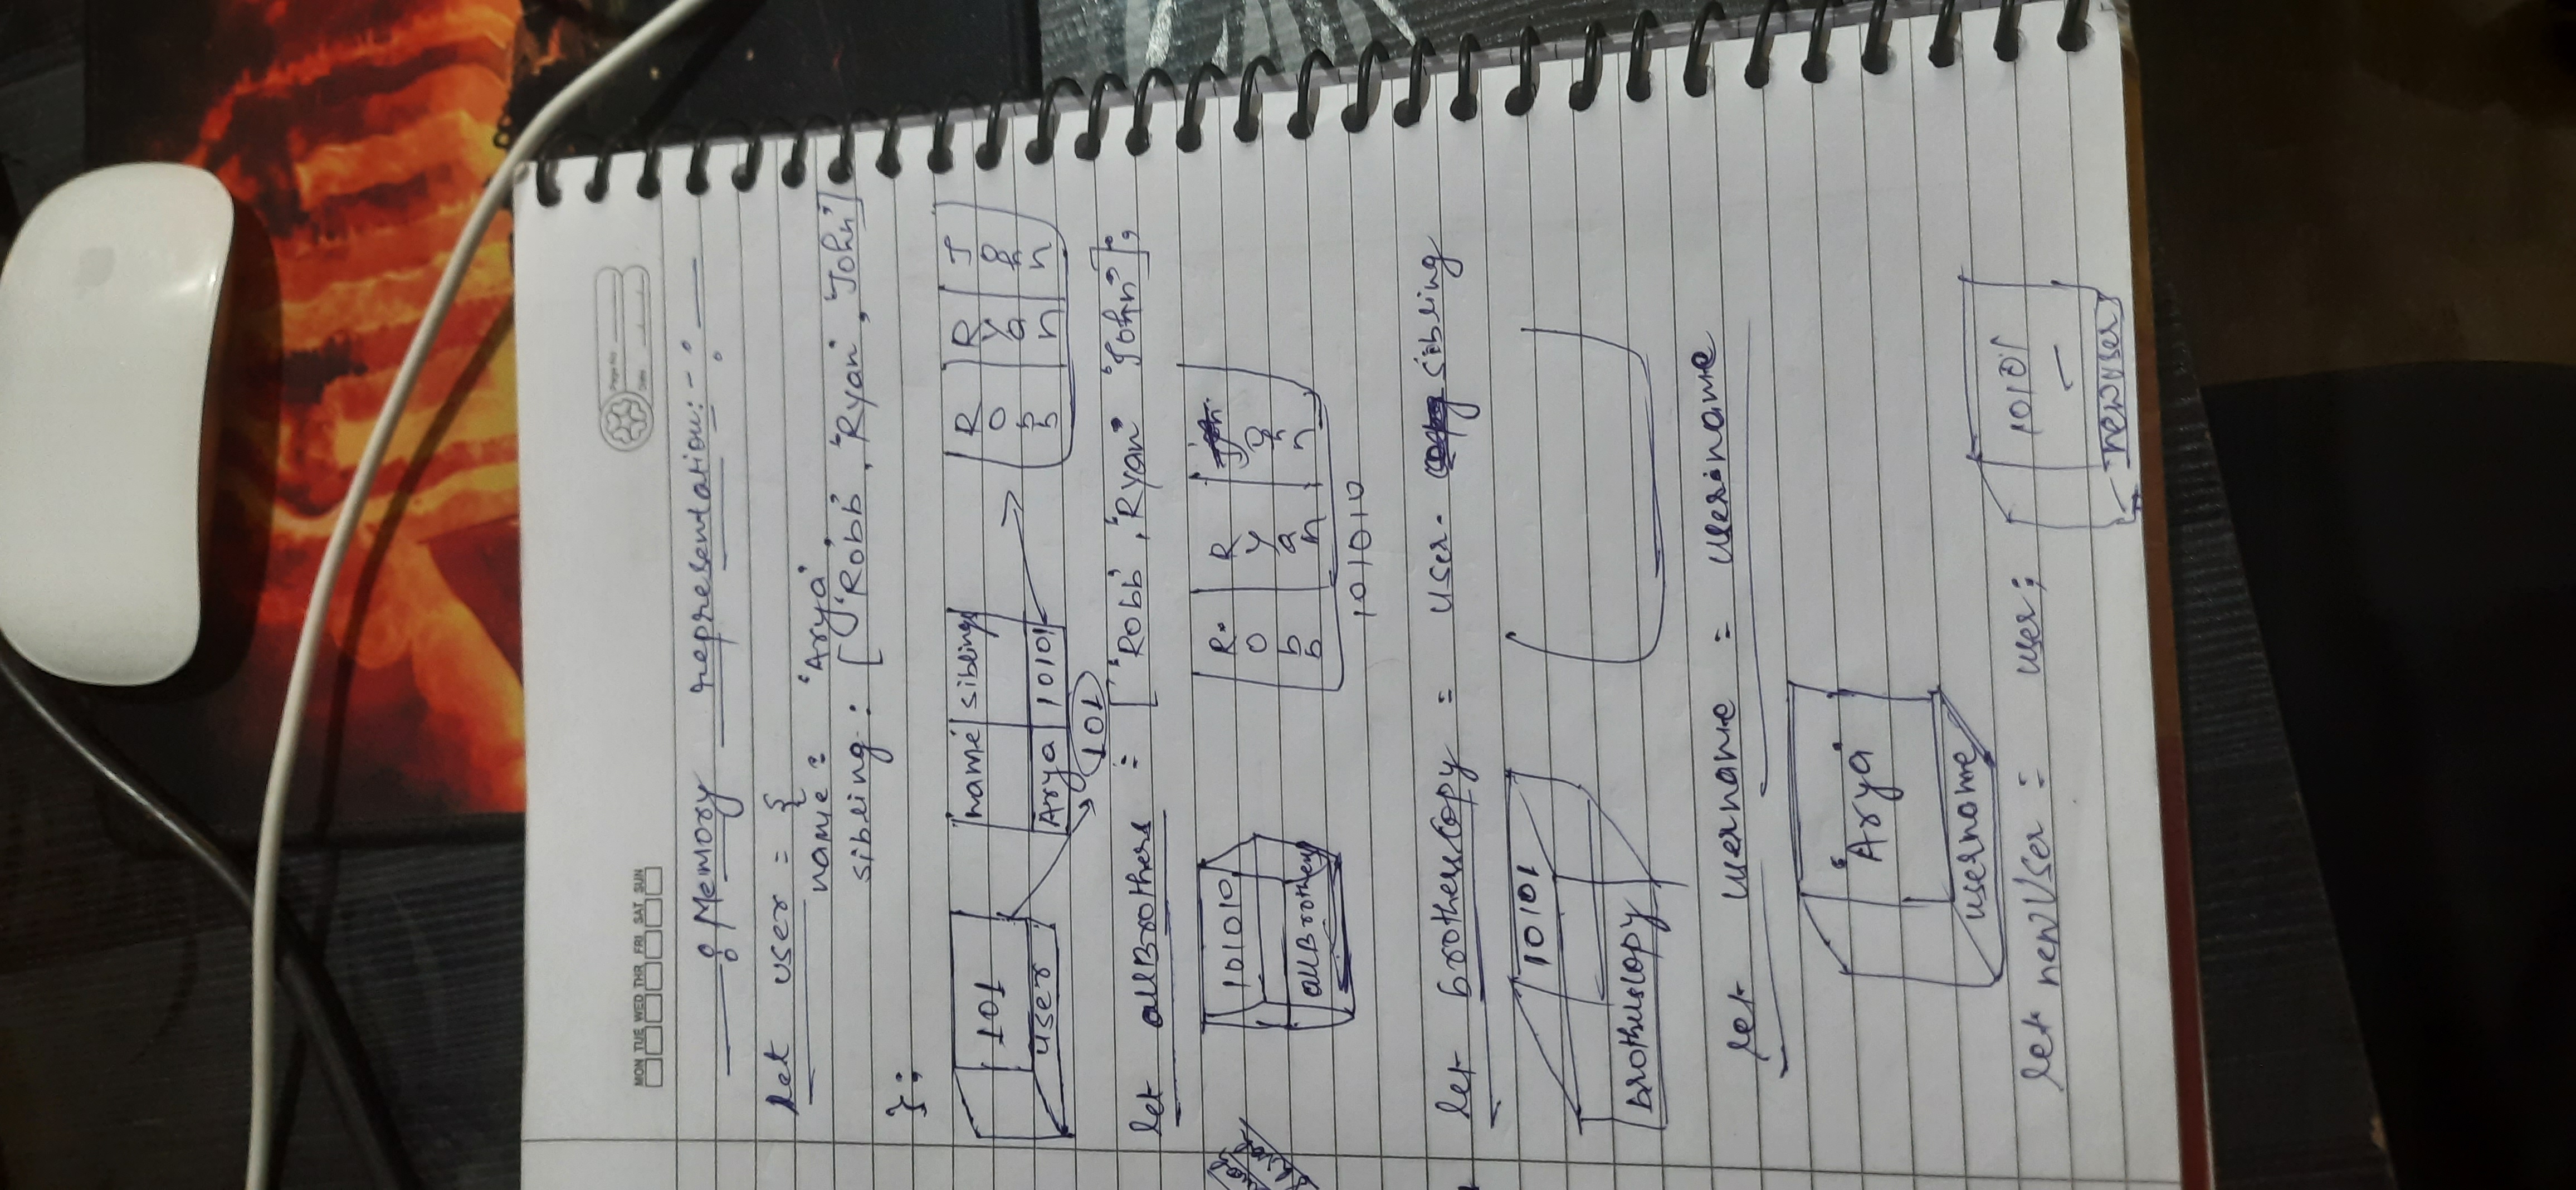 MON TUE WED THR FRI SAT SUN
Page No.
Date
Memory representation:-
let user = {
name: "Arya",
sibling: ["Robb", "Ryan", "John"]
};
101
user
name siblings
Arya 10101
101
R R J
o y o
b a h
b n n
let allBrothers = ["Robb", "Ryan" "John"];
101010
allBrothers
R R
o y o
b a h
b n n
101010
let brothersCopy = user. sibling
10101
brotherscopy
let username = user.name
"Arya"
username
let newUser = user;
10101
newuser